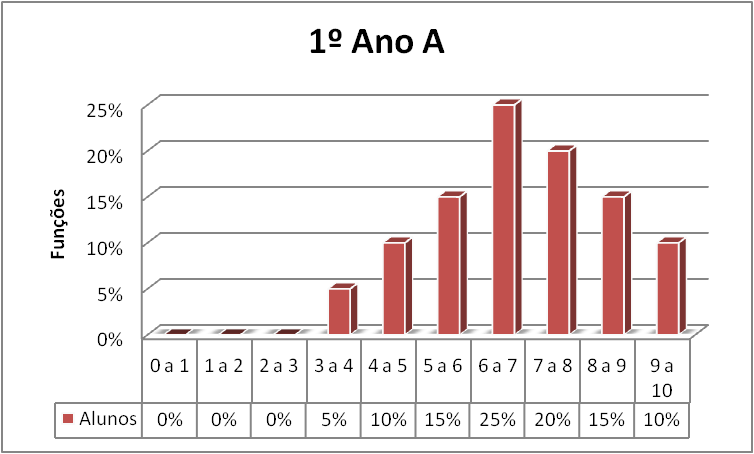 1º Ano A
Funções
25%
20%
15%
10%
5%
0%
0 a 1 1 a 2 2 a 3 3 a 4 4 a 5 5 a 6 6 a 7 7 a 8 8 a 9 9 a
10
Alunos 0% 0% 0% 5% 10% 15% 25% 20% 15% 10%